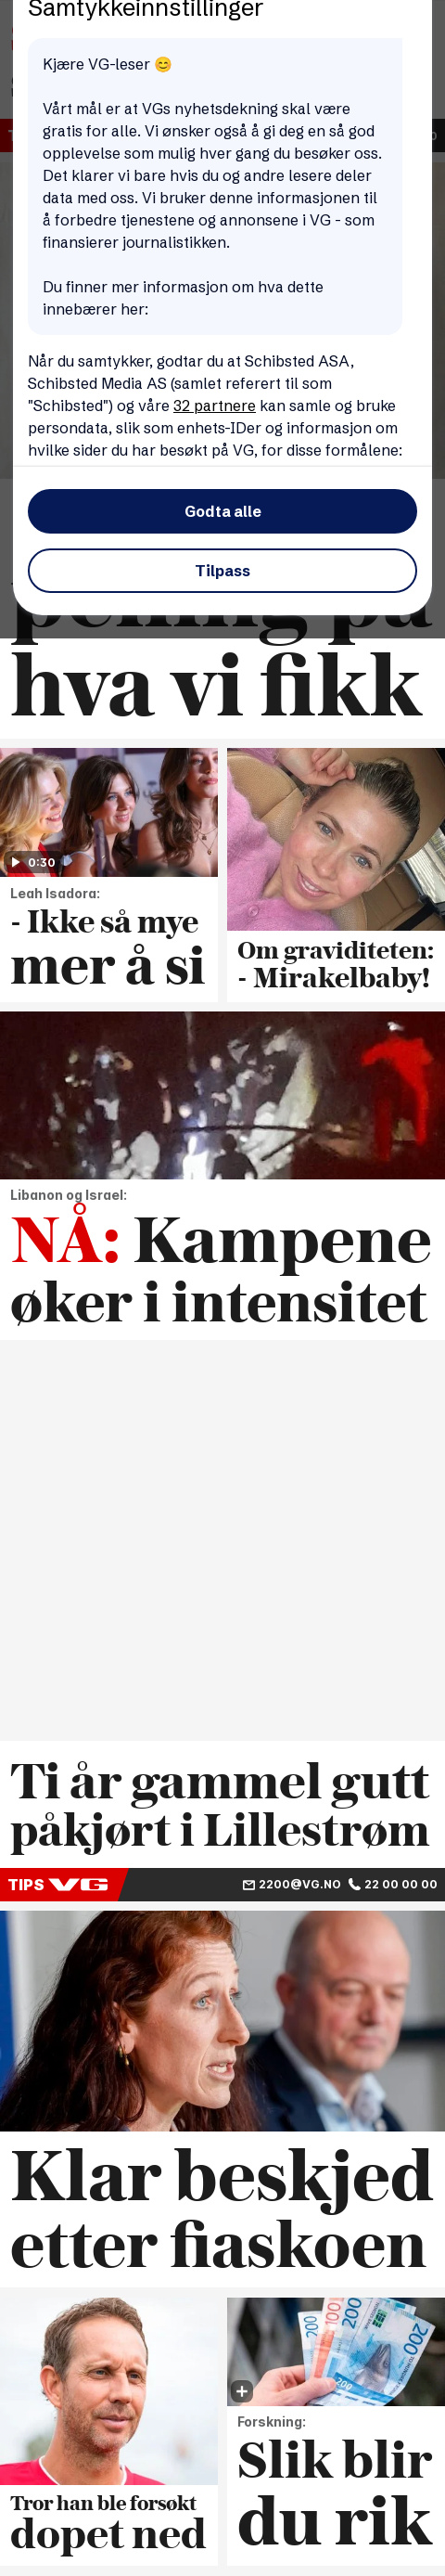 Samtykkeinnstillinger
Kjære VG-leser 😊
Vårt mål er at VGs nyhetsdekning skal være
gratis for alle. Vi ønsker også å gi deg en så god
opplevelse som mulig hver gang du besøker oss.
Det klarer vi bare hvis du og andre lesere deler
data med oss. Vi bruker denne informasjonen til
å forbedre tjenestene og annonsene i VG - som
finansierer journalistikken.
Du finner mer informasjon om hva dette
innebærer her:
Når du samtykker, godtar du at Schibsted ASA,
Schibsted Media AS (samlet referert til som
"Schibsted") og våre 32 partnere kan samle og bruke
persondata, slik som enhets-IDer og informasjon om
hvilke sider du har besøkt på VG, for disse formålene:
Godta alle
Tilpass
hva vi fikk
0:30
Leah Isadora:
- Ikke så mye
mer å si
Om graviditeten:
- Mirakelbaby!
Libanon og Israel:
NÅ: Kampene
øker i intensitet
Ti år gammel gutt
påkjørt i Lillestrøm
TIPS VG 2200@VG.NO 22 00 00 00
Klar beskjed
etter fiaskoen
Tror han ble forsøkt
dopet ned
Forskning:
Slik blir
du rik